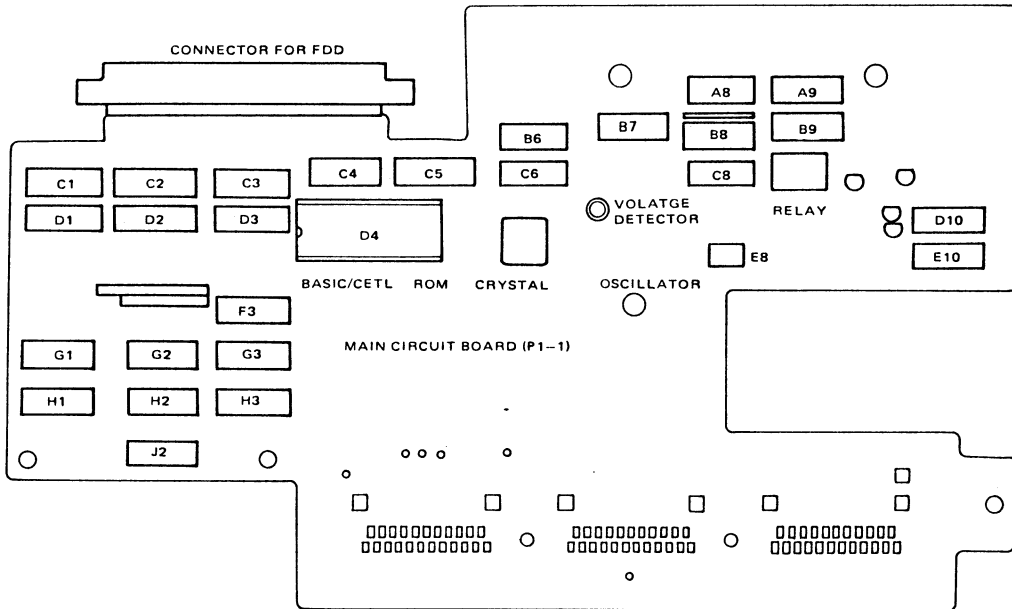 CONNECTOR FOR FDD
A8 A9
B6 B7 B8 B9
C1 C2 C3 C4 C5 C6 C8
D1 D2 D3 D4
VOLATGE
DETECTOR
RELAY
D10
BASIC/CETL ROM CRYSTAL OSCILLATOR
E8
E10
F3
MAIN CIRCUIT BOARD (P1-1)
G1 G2 G3
H1 H2 H3
J2